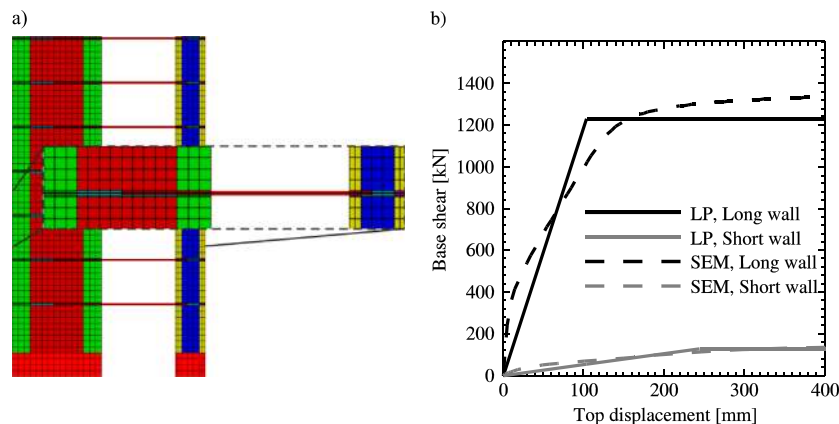 a)
b)
Base shear [kN]
1400
1200
1000
800
600
400
200
0
LP, Long wall
LP, Short wall
SEM, Long wall
SEM, Short wall
0 100 200 300 400
Top displacement [mm]